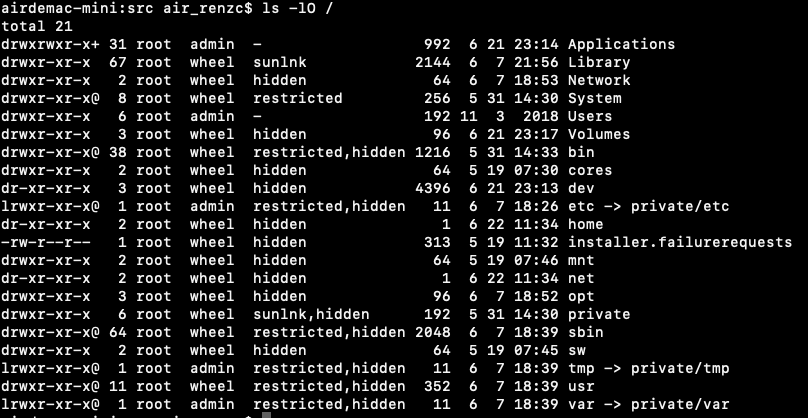 airdemac-mini:src air_renzc$ ls -lO /
total 21
drwxrwxr-x+ 31 root  admin  -                  992  6 21 23:14 Applications
drwxr-xr-x  67 root  wheel  sunlnk            2144  6  7 21:56 Library
drwxr-xr-x   2 root  wheel  hidden              64  6  7 18:53 Network
drwxr-xr-x@  8 root  wheel  restricted         256  5 31 14:30 System
drwxr-xr-x   6 root  admin  -                  192 11  3  2018 Users
drwxr-xr-x   3 root  wheel  hidden              96  6 21 23:17 Volumes
drwxr-xr-x@ 38 root  wheel  restricted,hidden 1216  5 31 14:33 bin
drwxr-xr-x   2 root  wheel  hidden              64  5 19 07:30 cores
dr-xr-xr-x   3 root  wheel  hidden            4396  6 21 23:13 dev
lrwxr-xr-x@  1 root  admin  restricted,hidden   11  6  7 18:26 etc -> private/etc
dr-xr-xr-x   2 root  wheel  hidden               1  6 22 11:34 home
-rw-r--r--   1 root  wheel  hidden             313  5 19 11:32 installer.failurerequests
drwxr-xr-x   2 root  wheel  hidden              64  5 19 07:46 mnt
dr-xr-xr-x   2 root  wheel  hidden               1  6 22 11:34 net
drwxr-xr-x   3 root  wheel  hidden              96  6  7 18:52 opt
drwxr-xr-x   6 root  wheel  sunlnk,hidden      192  5 31 14:30 private
drwxr-xr-x@ 64 root  wheel  restricted,hidden 2048  6  7 18:39 sbin
drwxr-xr-x   2 root  wheel  hidden              64  5 19 07:45 sw
lrwxr-xr-x@  1 root  admin  restricted,hidden   11  6  7 18:39 tmp -> private/tmp
drwxr-xr-x@ 11 root  wheel  restricted,hidden  352  6  7 18:39 usr
lrwxr-xr-x@  1 root  admin  restricted,hidden   11  6  7 18:39 var -> private/var